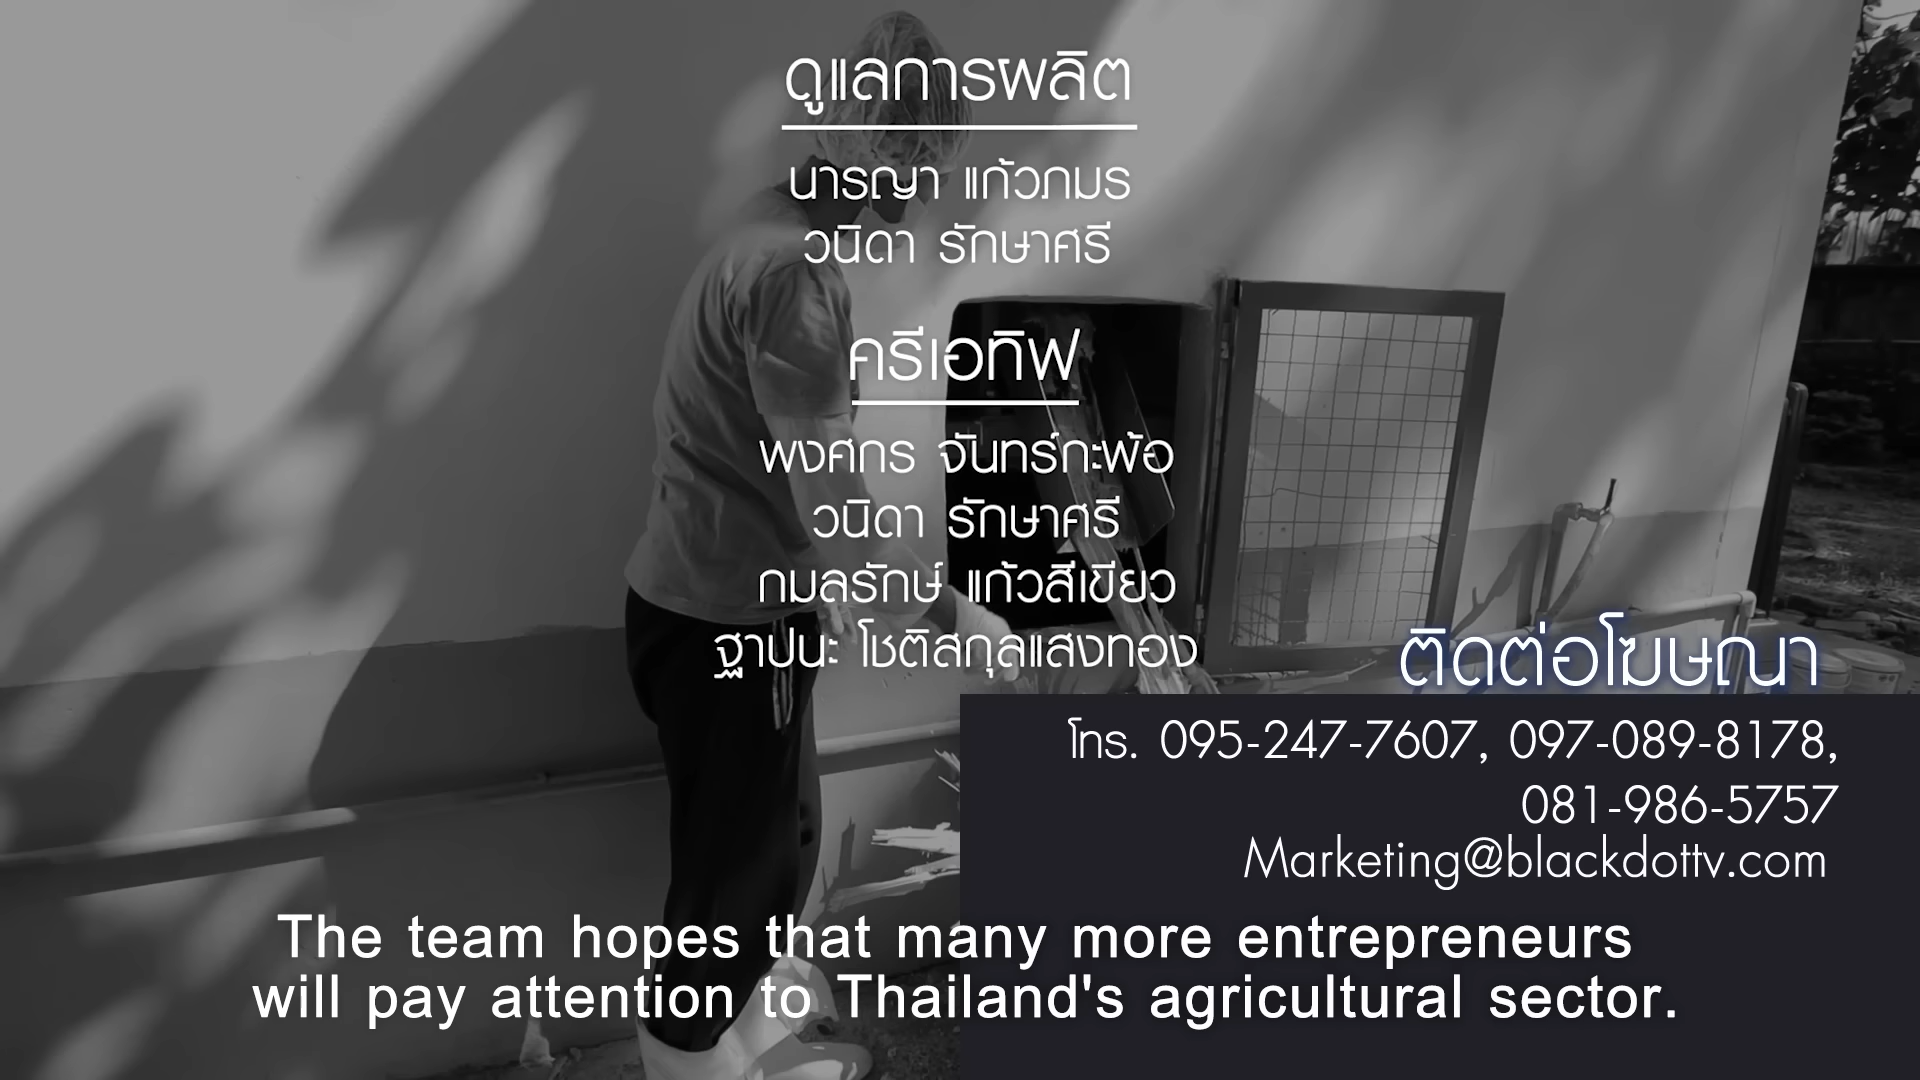 ดูแลการผลิต
นารญา แก้วภมร
วนิดา รักษาศรี
ครีเอทิฟ
พงศกร จันทร์กะพ้อ
วนิดา รักษาศรี
กมลรักษ์ แก้วสีเขียว
ฐาปนะ โชติสกุลแสงทอง
ติดต่อโฆษณา
โทร. 095-247-7607, 097-089-8178,
081-986-5757
Marketing@blackdottv.com
The team hopes that many more entrepreneurs
will pay attention to Thailand's agricultural sector.